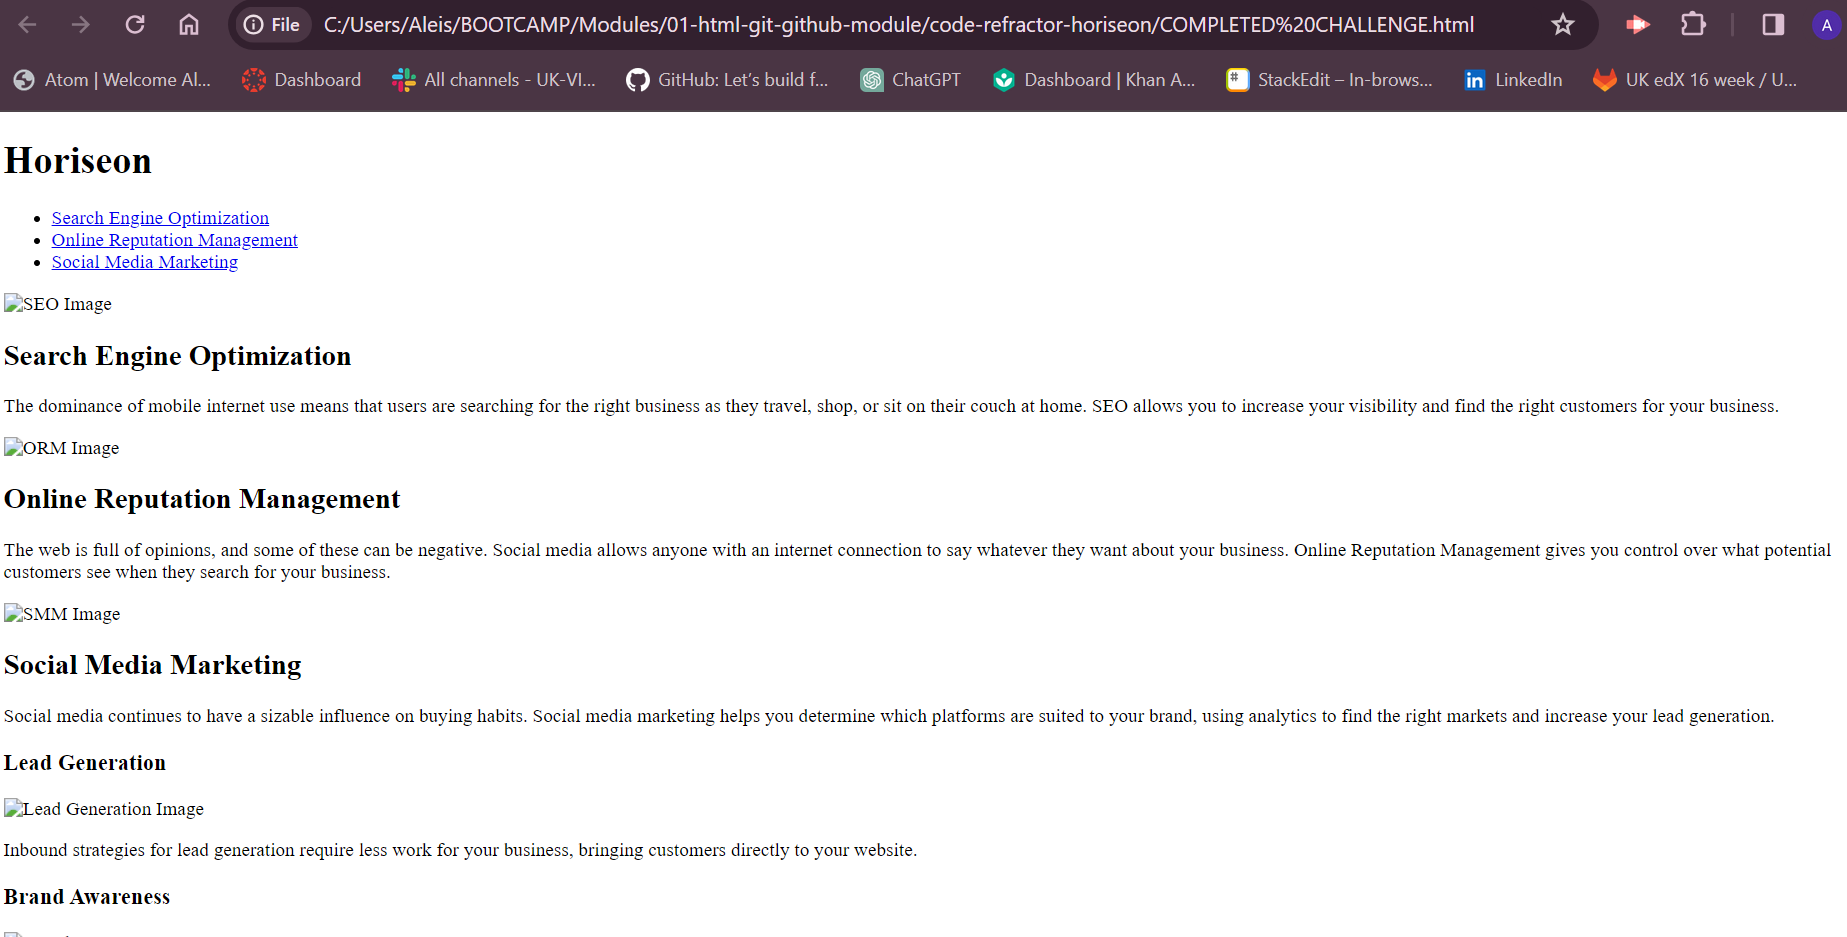 File
C:/Users/Aleis/BOOTCAMP/Modules/01-html-git-github-module/code-refractor-horiseon/COMPLETED%20CHALLENGE.html
A
Atom | Welcome Al...
Dashboard
All channels - UK-VI...
GitHub: Let's build f...
ChatGPT
Dashboard | Khan A...
StackEdit – In-brows...
LinkedIn
UK edX 16 week / U...
Horiseon
Search Engine Optimization
Online Reputation Management
Social Media Marketing
SEO Image
Search Engine Optimization
The dominance of mobile internet use means that users are searching for the right business as they travel, shop, or sit on their couch at home. SEO allows you to increase your visibility and find the right customers for your business.
ORM Image
Online Reputation Management
The web is full of opinions, and some of these can be negative. Social media allows anyone with an internet connection to say whatever they want about your business. Online Reputation Management gives you control over what potential
customers see when they search for your business.
SMM Image
Social Media Marketing
Social media continues to have a sizable influence on buying habits. Social media marketing helps you determine which platforms are suited to your brand, using analytics to find the right markets and increase your lead generation.
Lead Generation
Lead Generation Image
Inbound strategies for lead generation require less work for your business, bringing customers directly to your website.
Brand Awareness